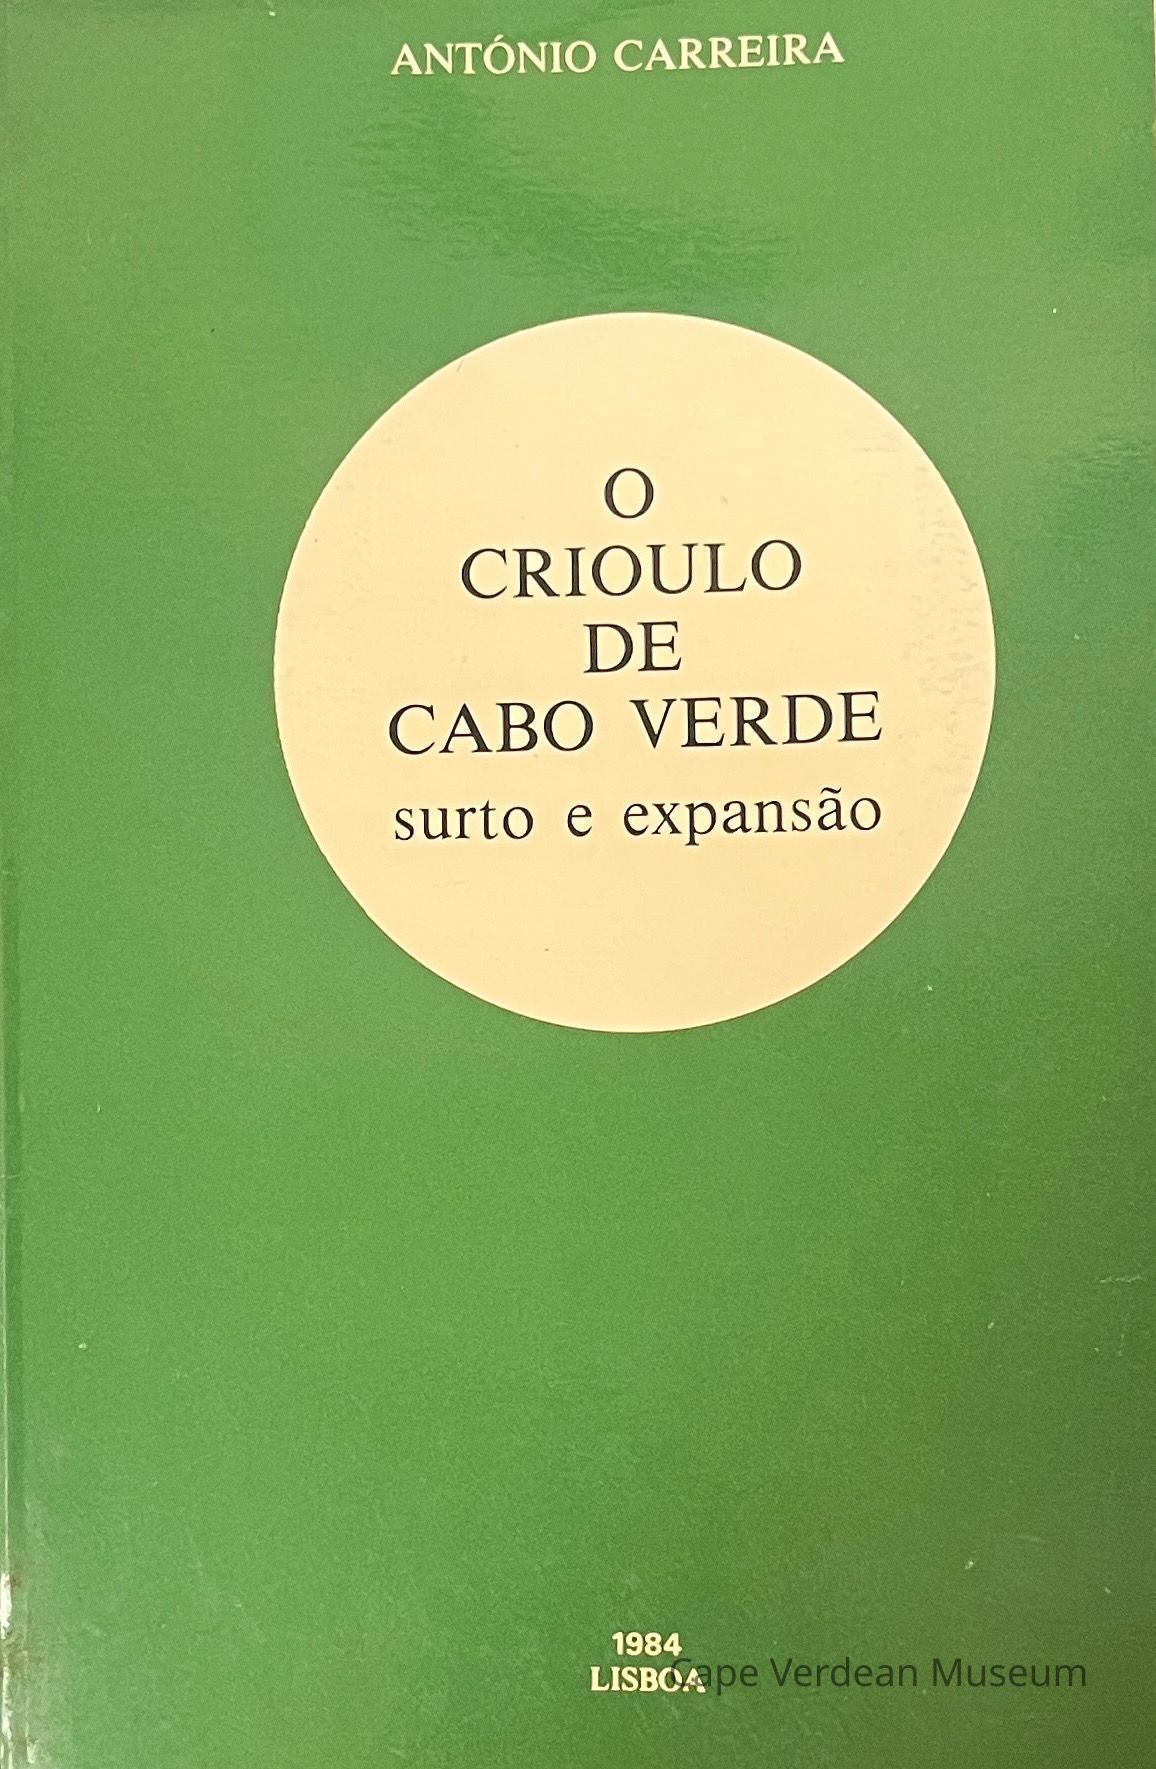 ANTÓNIO CARREIRA
O
CRIOULO
DE
CABO VERDE
surto e expansão
1984
LISBOA
Cape Verdean Museum